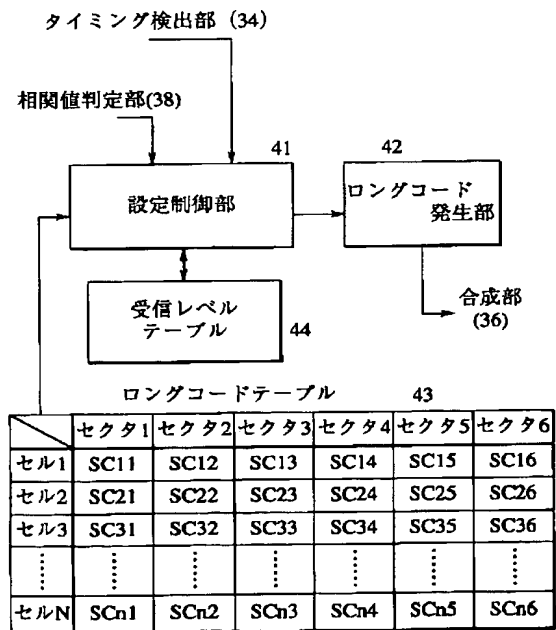 タイミング検出部 (34)
相関値判定部(38)
41
42
設定制御部
ロングコード
発生部
受信レベル
テーブル
44
合成部
(36)
ロングコードテーブル 43
セクタ1 セクタ2 セクタ3 セクタ4 セクタ5 セクタ6
セル1 SC11 SC12 SC13 SC14 SC15 SC16
セル2 SC21 SC22 SC23 SC24 SC25 SC26
セル3 SC31 SC32 SC33 SC34 SC35 SC36
セルN SCn1 SCn2 SCn3 SCn4 SCn5 SCn6